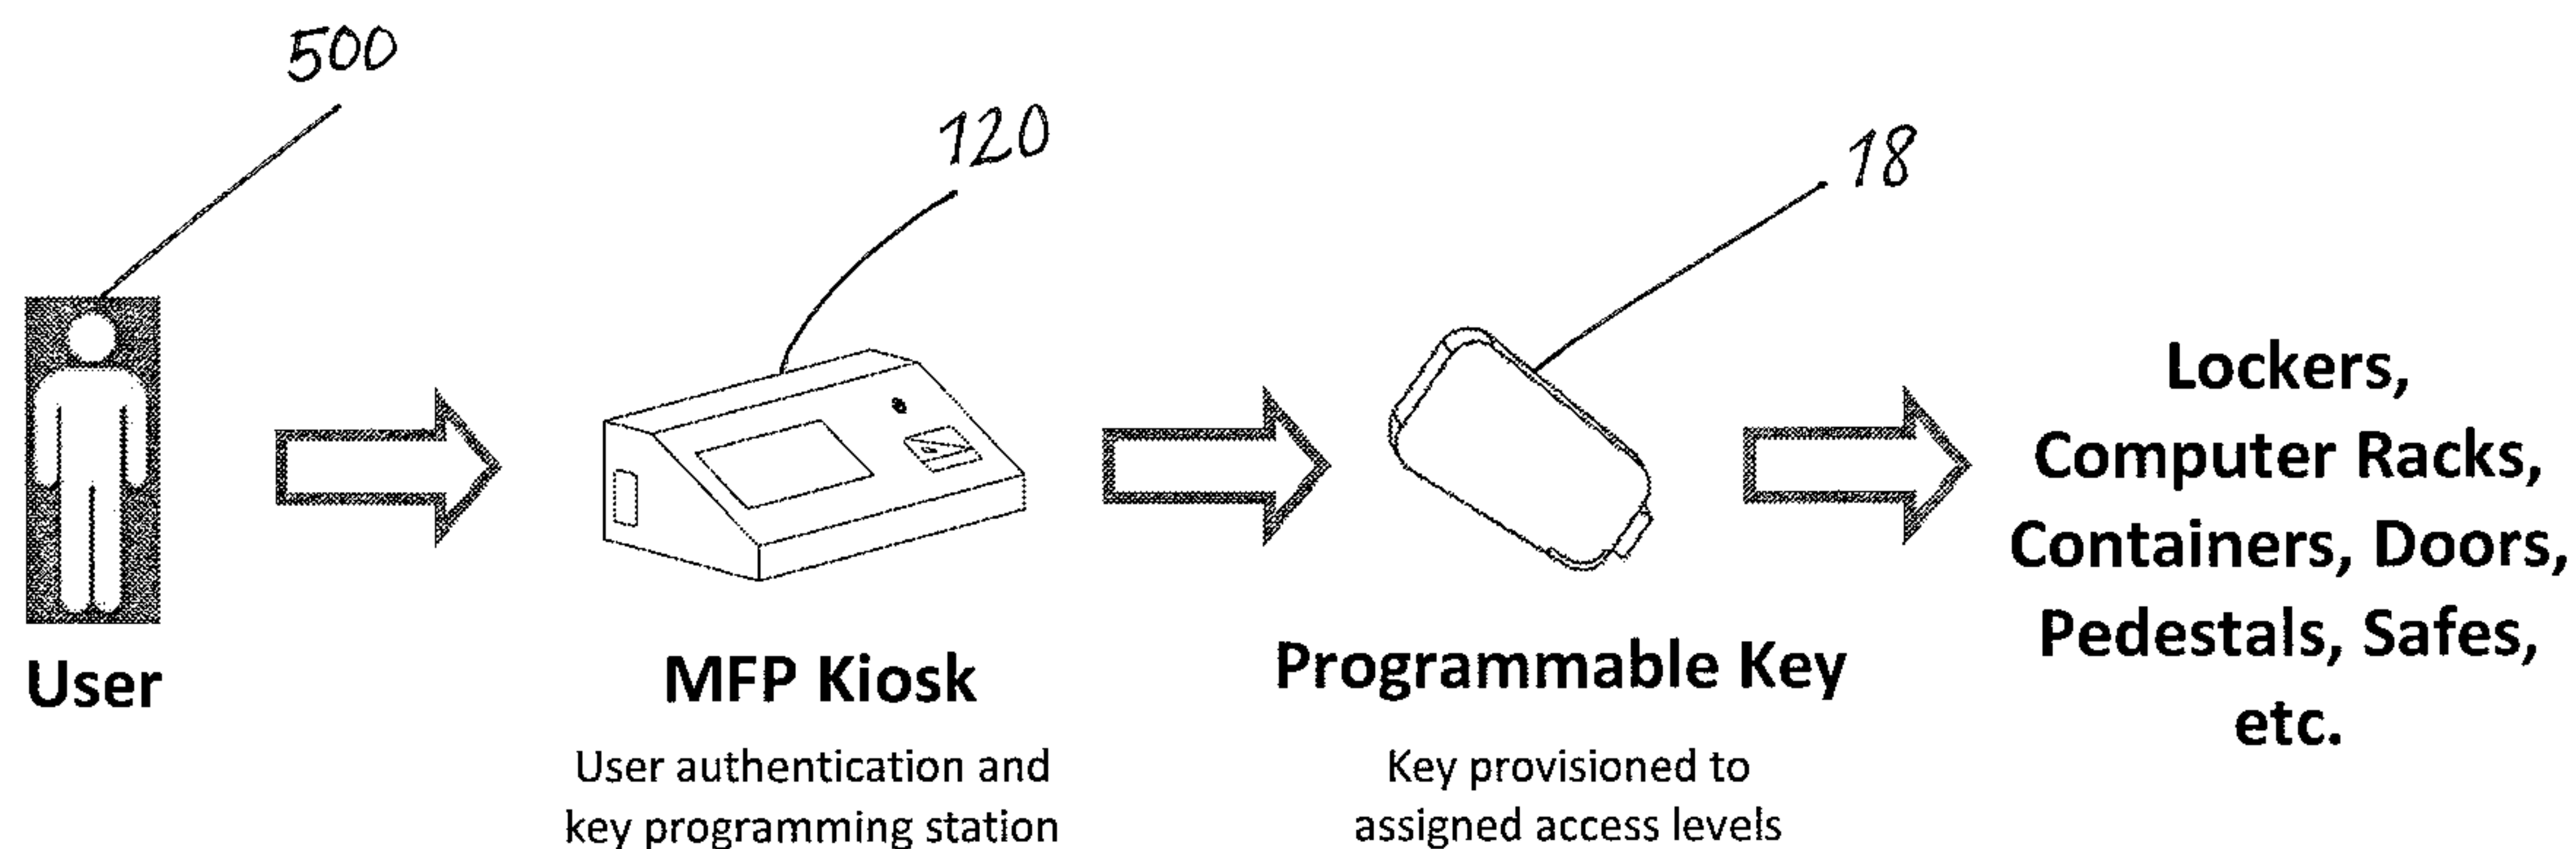 500
120
18
User
MFP Kiosk
User authentication and
key programming station
Programmable Key
Key provisioned to
assigned access levels
Lockers,
Computer Racks,
Containers, Doors,
Pedestals, Safes,
etc.